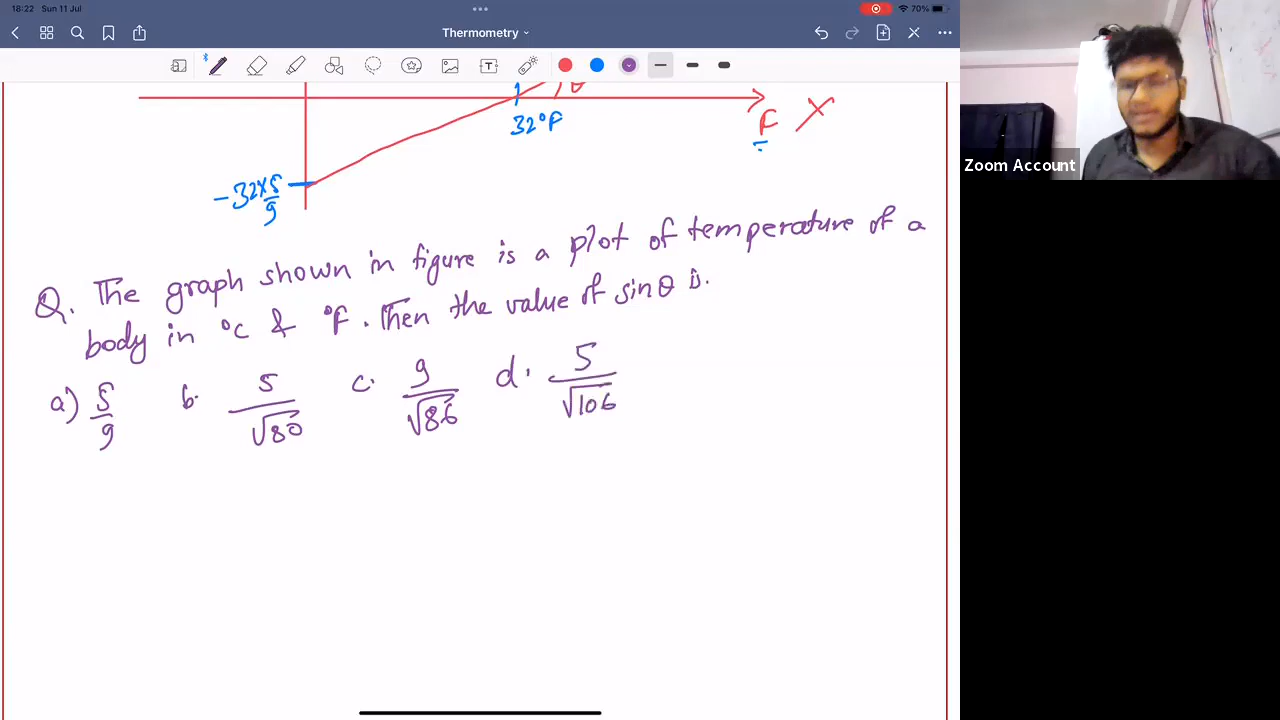 18:22 Sun 11 Jul
70%
Thermometry
T
θ
32°F
F X
-32×5/9
Q. The graph shown in figure is a plot of temperature of a
body in °C & °F. Then the value of sinθ is.
a) 5/9 b. 5/√80 c. 9/√86 d. 5/√106
Zoom Account